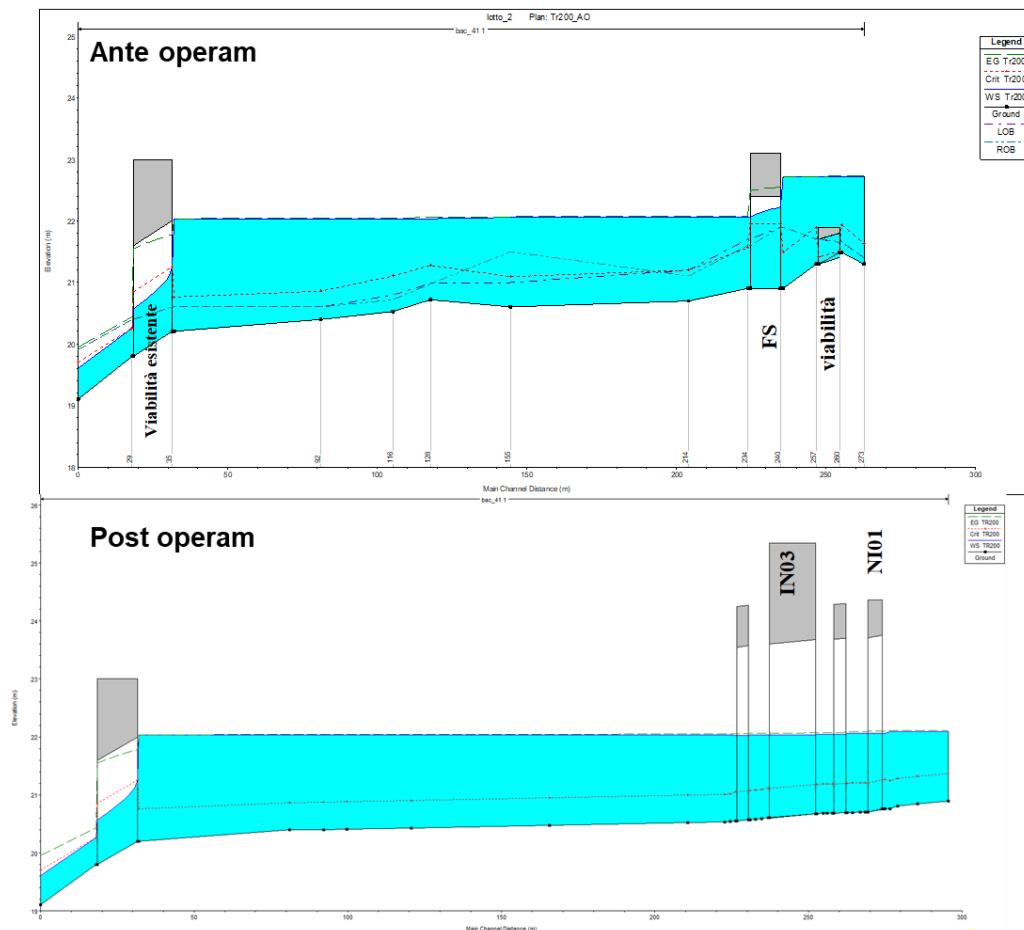 lotto_2 Plan: Tr200_AO
bac_41 1
Ante operam
Legend
EG Tr200
Crit Tr200
WS Tr200
Ground
LOB
ROB
25
24
23
22
21
20
19
18
Elevation (m)
Viabilità esistente
FS
viabilità
29
35
92
116
128
155
214
234
240
257
260
273
0
50
100
150
200
250
300
Main Channel Distance (m)
bac_41 1
Post operam
Legend
EG TR200
Crit TR200
WS TR200
Ground
IN03
NI01
26
25
24
23
22
21
20
19
Elevation (m)
0
50
100
150
200
250
300
Main Channel Distance (m)